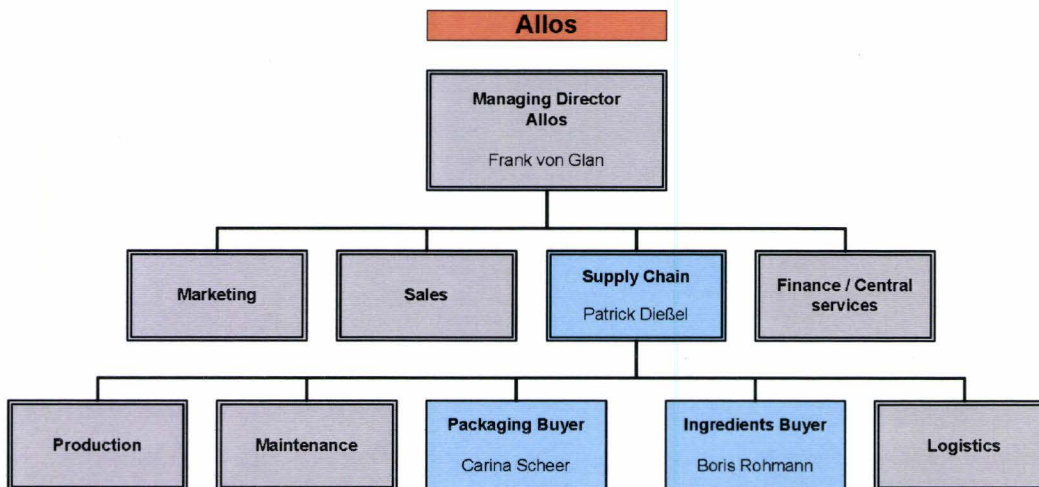 Allos
Managing Director
Allos
Frank von Glan
Marketing
Sales
Supply Chain
Patrick Dießel
Finance / Central
services
Production
Maintenance
Packaging Buyer
Carina Scheer
Ingredients Buyer
Boris Rohmann
Logistics